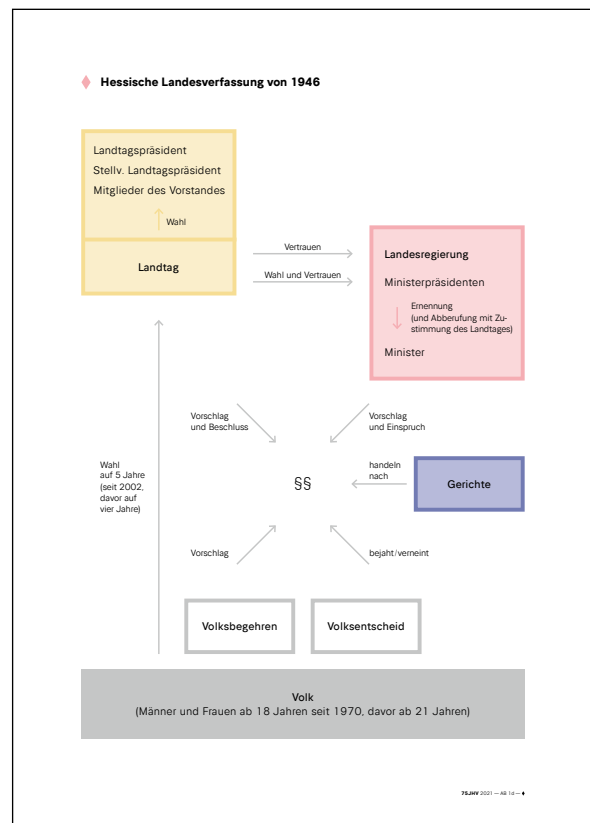 Hessische Landesverfassung von 1946
Landtagspräsident
Stellv. Landtagspräsident
Mitglieder des Vorstandes
Wahl
Landtag
Vertrauen
Wahl und Vertrauen
Landesregierung
Ministerpräsidenten
Ernennung
(und Abberufung mit Zu-
stimmung des Landtages)
Minister
Vorschlag
und Beschluss
Vorschlag
und Einspruch
Wahl
auf 5 Jahre
(seit 2002,
davor auf
vier Jahre)
§§
handeln
nach
Gerichte
Vorschlag
bejaht/verneint
Volksbegehren
Volksentscheid
Volk
(Männer und Frauen ab 18 Jahren seit 1970, davor ab 21 Jahren)
75JHV 2021 — AB 1d — ♦